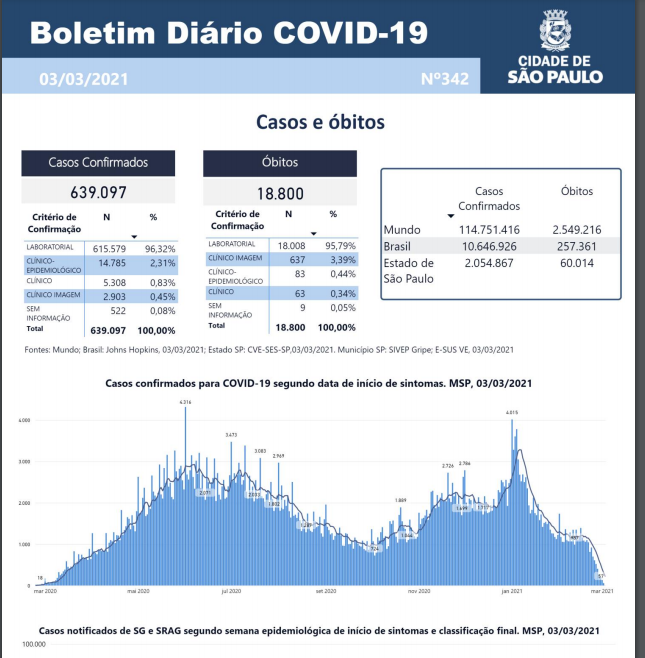 Boletim Diário COVID-19
CIDADE DE
SÃO PAULO
03/03/2021 Nº342
Casos e óbitos
Casos Confirmados
639.097
Critério de Confirmação N %
LABORATORIAL 615.579 96,32%
CLÍNICO-EPIDEMIOLÓGICO 14.785 2,31%
CLÍNICO 5.308 0,83%
CLÍNICO IMAGEM 2.903 0,45%
SEM INFORMAÇÃO 522 0,08%
Total 639.097 100,00%
Óbitos
18.800
Critério de Confirmação N %
LABORATORIAL 18.008 95,79%
CLÍNICO IMAGEM 637 3,39%
CLÍNICO-EPIDEMIOLÓGICO 83 0,44%
CLÍNICO 63 0,34%
SEM INFORMAÇÃO 9 0,05%
Total 18.800 100,00%
Casos Confirmados Óbitos
Mundo 114.751.416 2.549.216
Brasil 10.646.926 257.361
Estado de São Paulo 2.054.867 60.014
Fontes: Mundo; Brasil: Johns Hopkins, 03/03/2021; Estado SP: CVE-SES-SP,03/03/2021. Município SP: SIVEP Gripe; E-SUS VE, 03/03/2021
Casos confirmados para COVID-19 segundo data de início de sintomas. MSP, 03/03/2021
4.316
4.015
4.000
3.473
3.083
2.969
3.000
2.726 2.786
2.071
2.033
2.000
1.889
1.000
18
57
0
mar 2020 mai 2020 jul 2020 set 2020 nov 2020 jan 2021 mar 2021
Casos notificados de SG e SRAG segundo semana epidemiológica de início de sintomas e classificação final. MSP, 03/03/2021
100.000